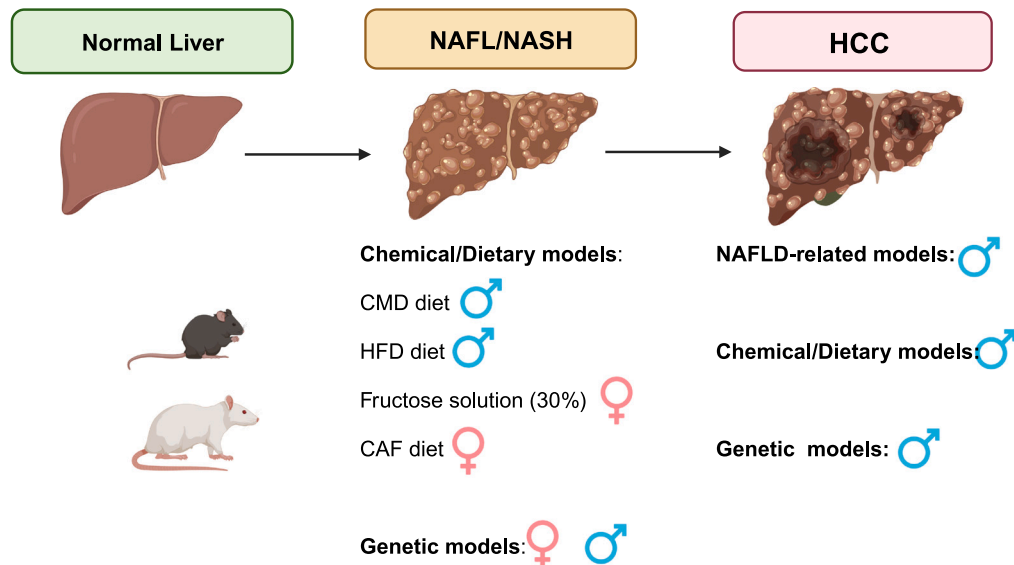 Normal Liver
NAFL/NASH
HCC
Chemical/Dietary models:
CMD diet
HFD diet
Fructose solution (30%)
CAF diet
Genetic models:
NAFLD-related models:
Chemical/Dietary models:
Genetic models: